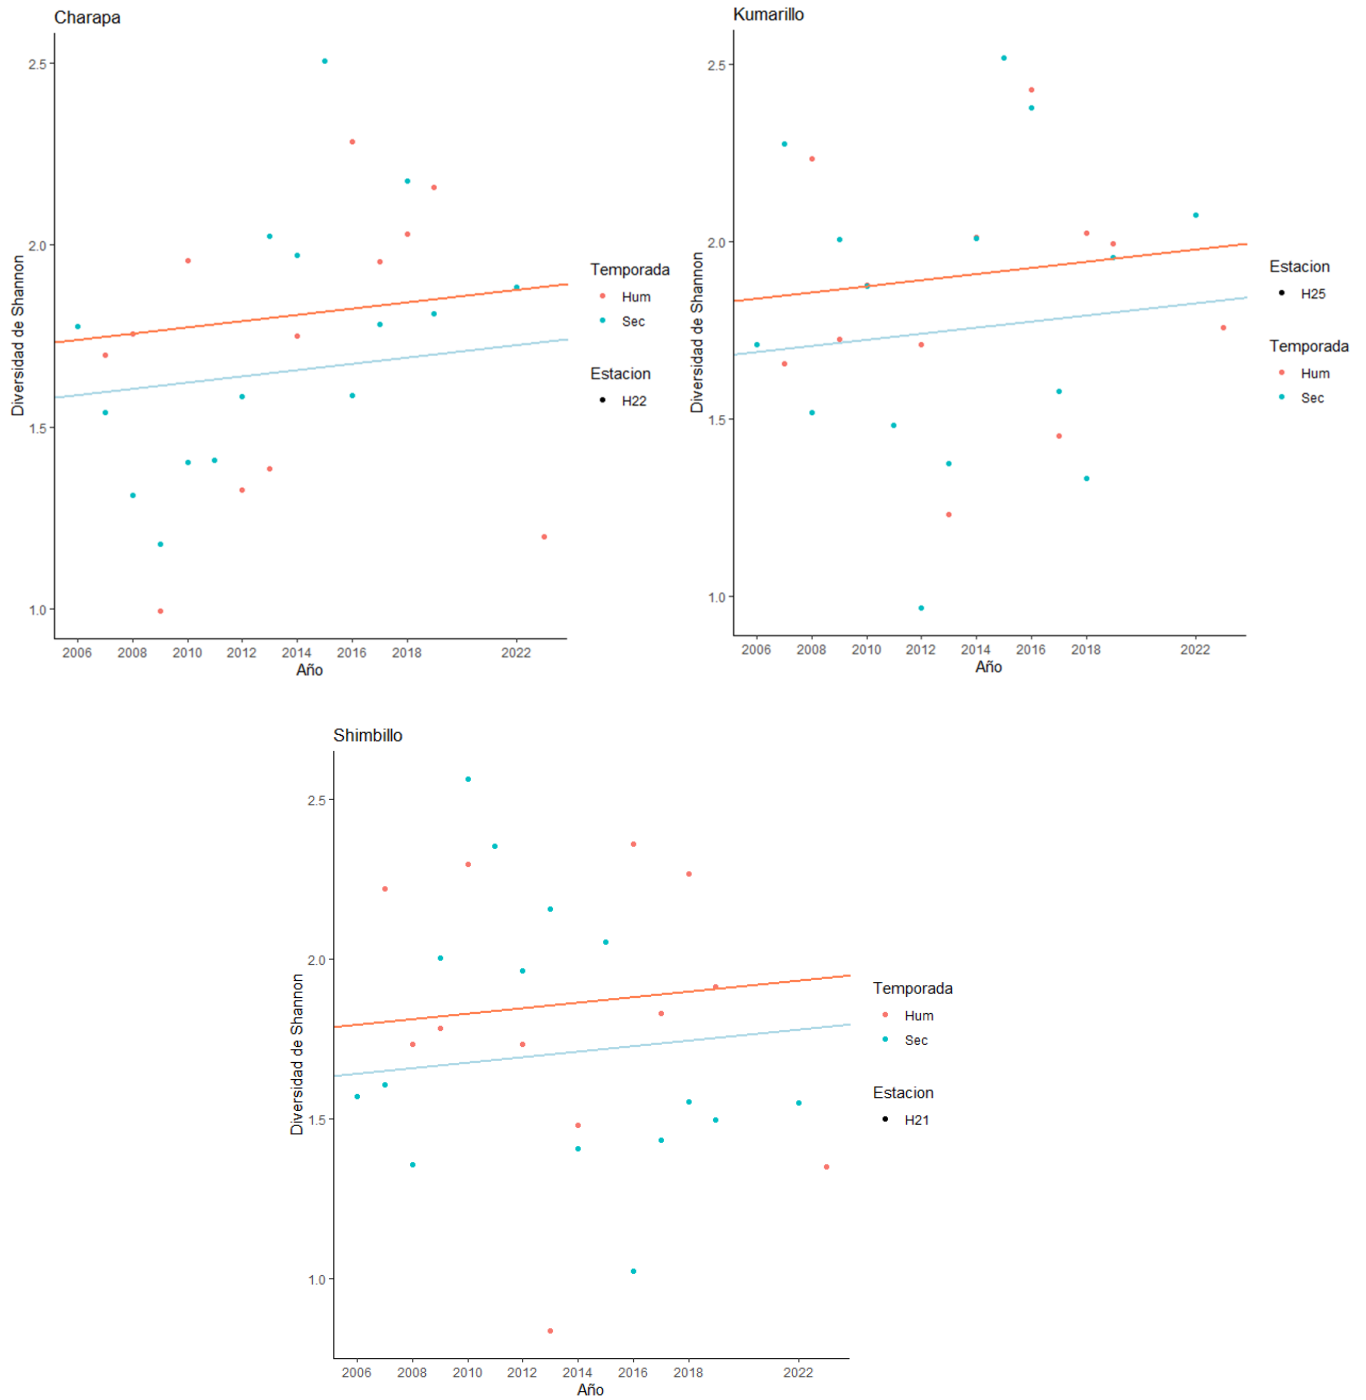 Charapa
Diversidad de Shannon
2.5
2.0
1.5
1.0
2006 2008 2010 2012 2014 2016 2018 2022
Año
Temporada
Hum
Sec
Estacion
H22
Kumarillo
Diversidad de Shannon
2.5
2.0
1.5
1.0
2006 2008 2010 2012 2014 2016 2018 2022
Año
Estacion
H25
Temporada
Hum
Sec
Shimbillo
Diversidad de Shannon
2.5
2.0
1.5
1.0
2006 2008 2010 2012 2014 2016 2018 2022
Año
Temporada
Hum
Sec
Estacion
H21